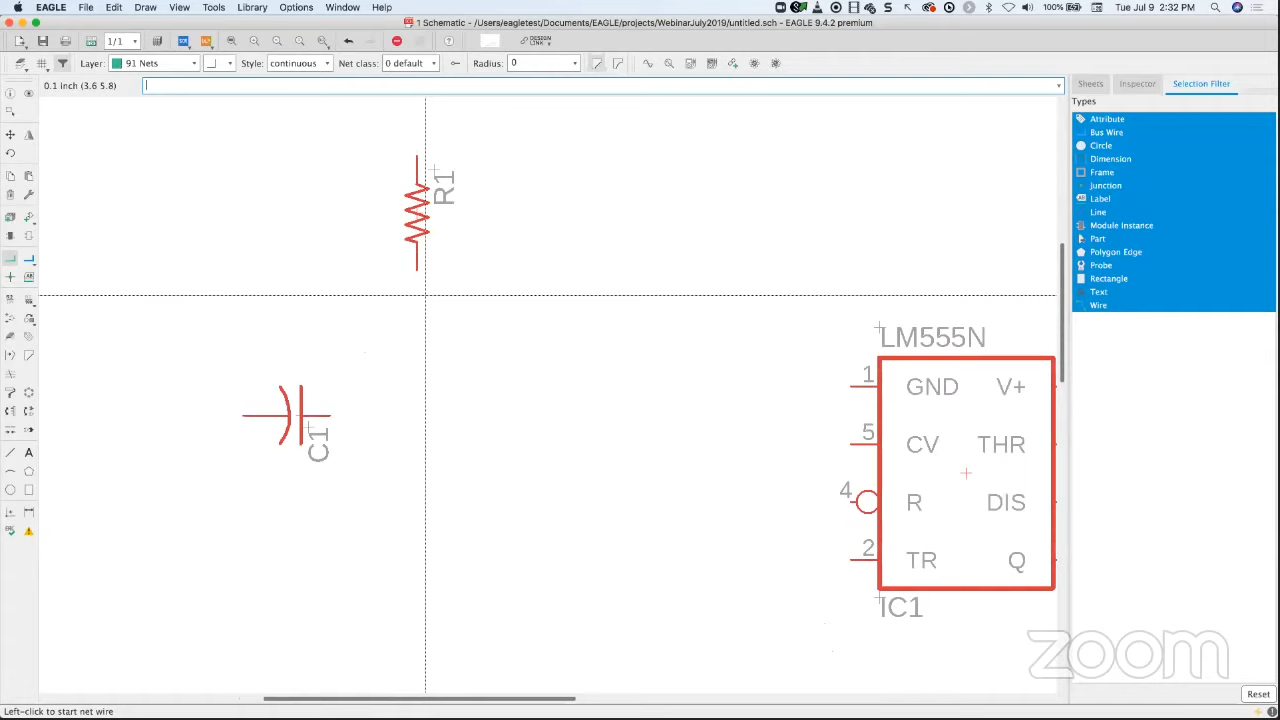 EAGLE File Edit Draw View Tools Library Options Window Help 100% Tue Jul 9 2:32 PM
1 Schematic - /Users/eagletest/Documents/EAGLE/projects/WebinarJuly2019/untitled.sch - EAGLE 9.4.2 premium
1/1 DESIGN LINK
Layer: 91 Nets Style: continuous Net class: 0 default Radius: 0
0.1 inch (3.6 5.8)
Sheets Inspector Selection Filter
Types
Attribute
Bus Wire
Circle
Dimension
Frame
Junction
Label
Line
Module Instance
Part
Polygon Edge
Probe
Rectangle
Text
Wire
R1
LM555N
1 GND V+
C1
5 CV THR
4 R DIS
2 TR Q
IC1
zoom
Reset
Left-click to start net wire